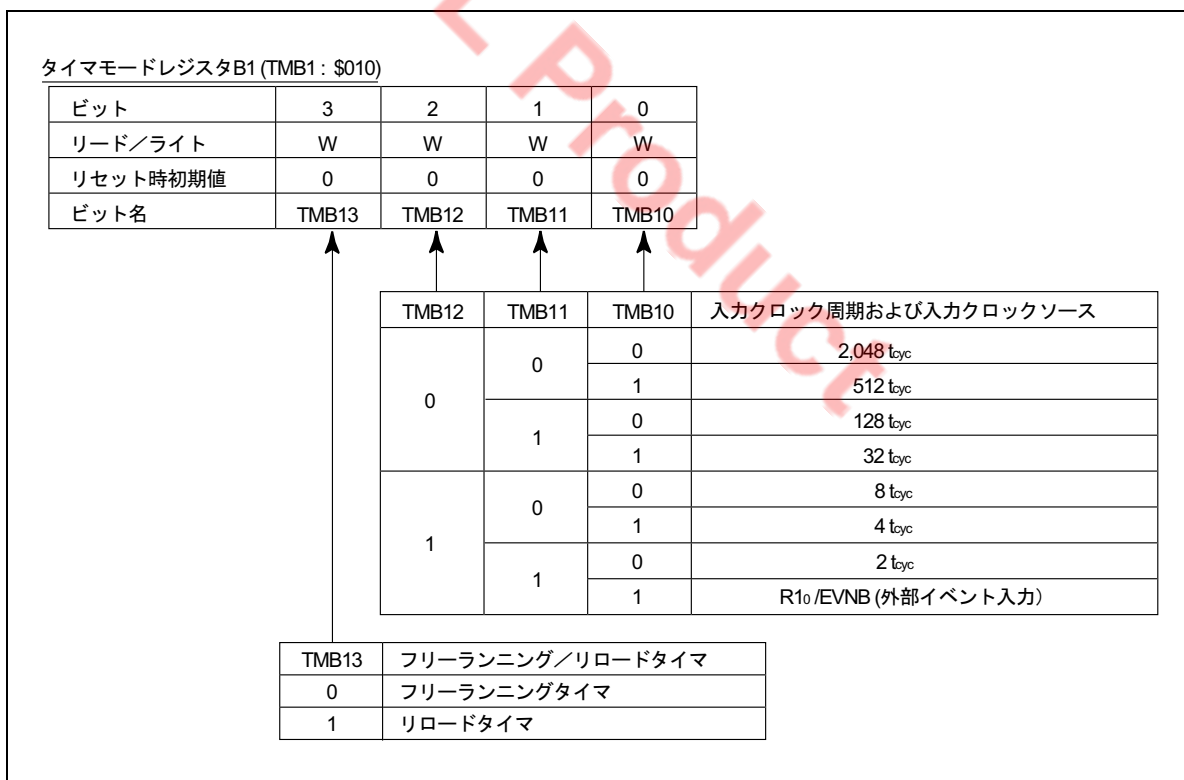 タイマモードレジスタB1 (TMB1 : $010)
ビット 3 2 1 0
リード／ライト W W W W
リセット時初期値 0 0 0 0
ビット名 TMB13 TMB12 TMB11 TMB10
TMB12 TMB11 TMB10 入力クロック周期および入力クロックソース
0 0 0 2,048 tcyc
1 512 tcyc
1 0 128 tcyc
1 32 tcyc
1 0 0 8 tcyc
1 4 tcyc
1 0 2 tcyc
1 R10 /EVNB (外部イベント入力）
TMB13 フリーランニング／リロードタイマ
0 フリーランニングタイマ
1 リロードタイマ
L Product